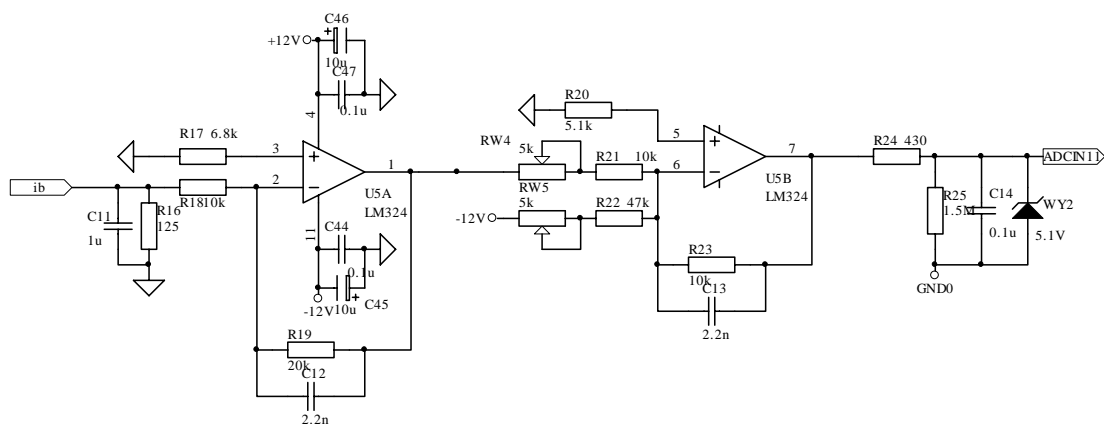 C46
+12V
10u
C47
0.1u
4
R17 6.8k
3
ib
2
R1810k
C11
1u
R16
125
1
U5A
LM324
11
C44
0.1u
-12V
10u
C45
R19
20k
C12
2.2n
R20
5.1k
RW4
5k
R21
10k
5
6
7
U5B
LM324
RW5
5k
-12V
R22 47k
R23
10k
C13
2.2n
R24 430
ADCIN11
R25
1.5M
C14
0.1u
WY2
5.1V
GND0